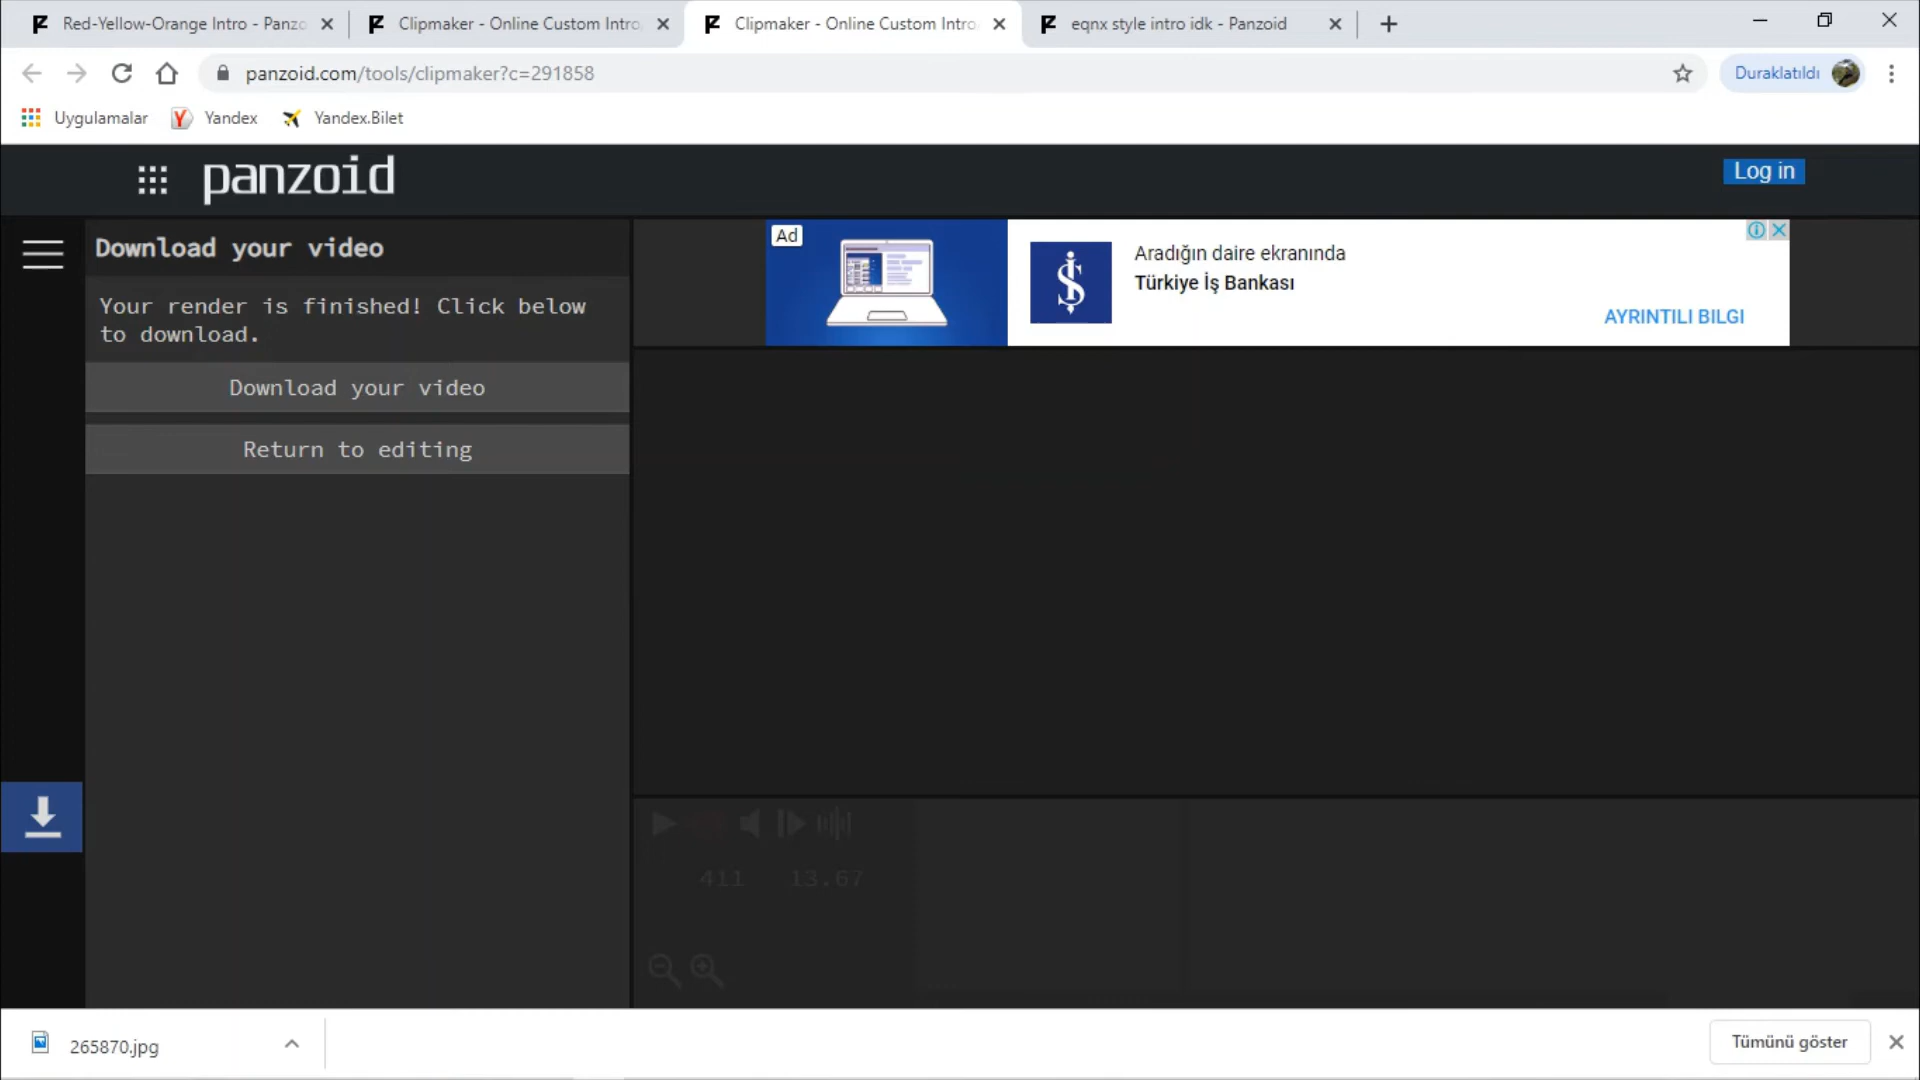 Red-Yellow-Orange Intro - Panzo
Clipmaker - Online Custom Intro
Clipmaker - Online Custom Intro
eqnx style intro idk - Panzoid
panzoid.com/tools/clipmaker?c=291858
Duraklatıldı
Uygulamalar
Yandex
Yandex.Bilet
panzoid
Log in
Download your video
Your render is finished! Click below
to download.
Download your video
Return to editing
Ad
Aradığın daire ekranında
Türkiye İş Bankası
AYRINTILI BILGI
411 13.67
265870.jpg
Tümünü göster